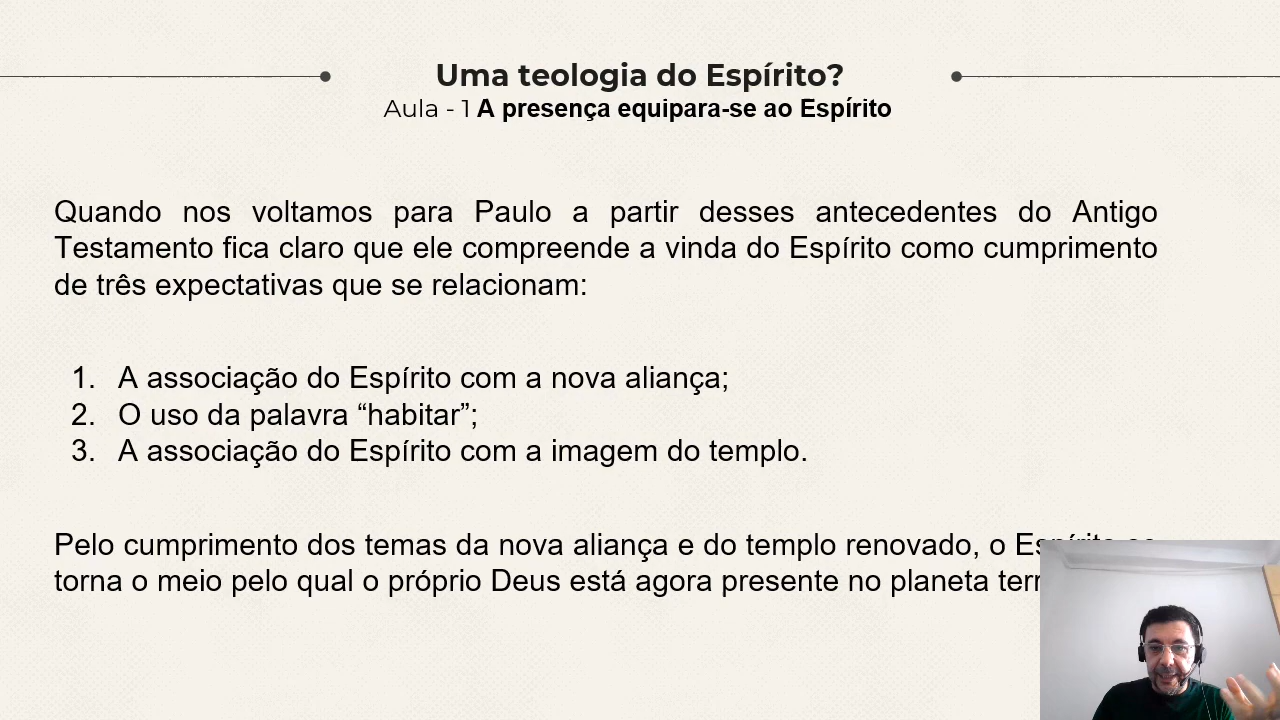 Uma teologia do Espírito?
Aula - 1 A presença equipara-se ao Espírito
Quando nos voltamos para Paulo a partir desses antecedentes do Antigo
Testamento fica claro que ele compreende a vinda do Espírito como cumprimento
de três expectativas que se relacionam:
1. A associação do Espírito com a nova aliança;
2. O uso da palavra “habitar”;
3. A associação do Espírito com a imagem do templo.
Pelo cumprimento dos temas da nova aliança e do templo renovado, o Espírito se
torna o meio pelo qual o próprio Deus está agora presente no planeta